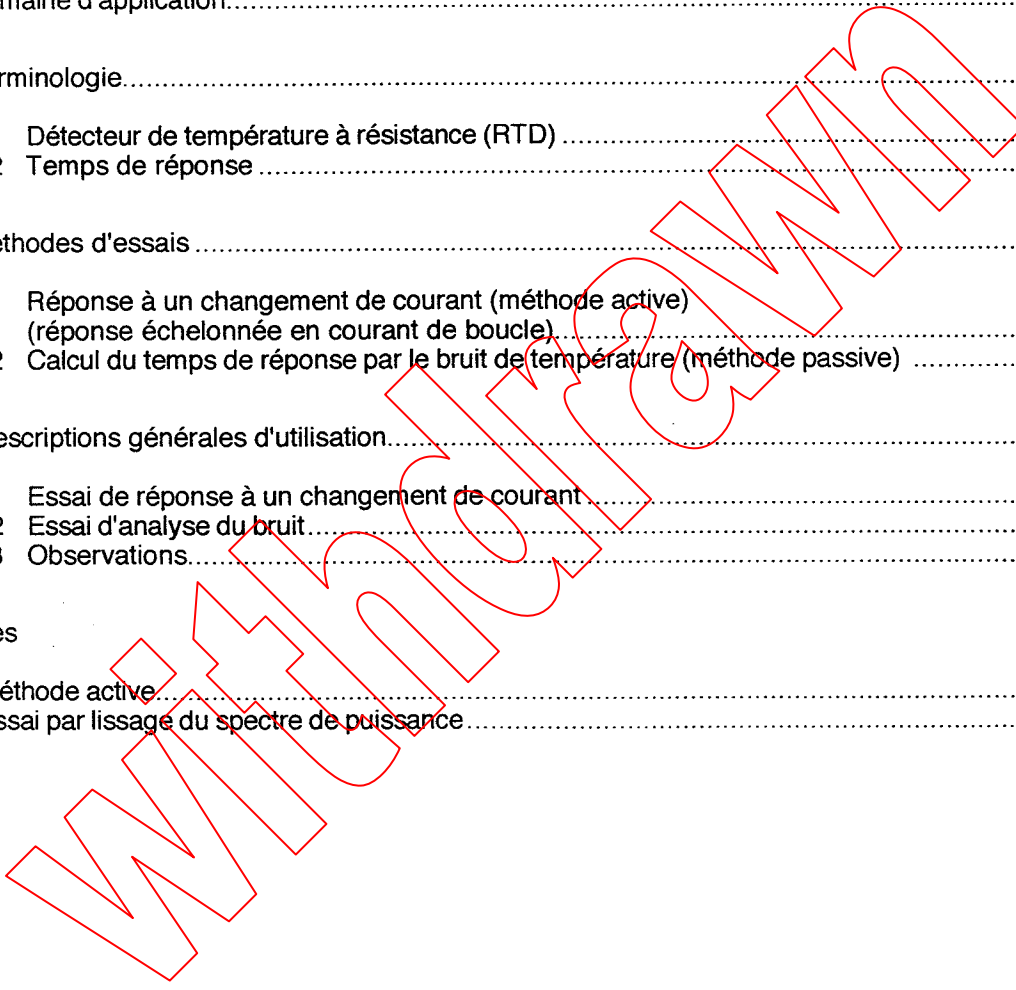 maine d'application
rminologie
Détecteur de température à résistance (RTD)
2 Temps de réponse
éthodes d'essais
Réponse à un changement de courant (méthode active)
(réponse échelonnée en courant de boucle)
2 Calcul du temps de réponse par le bruit de température (méthode passive)
escriptions générales d'utilisation
Essai de réponse à un changement de courant
2 Essai d'analyse du bruit
3 Observations
es
éthode active
ssai par lissage du spectre de puissance
withdrawn